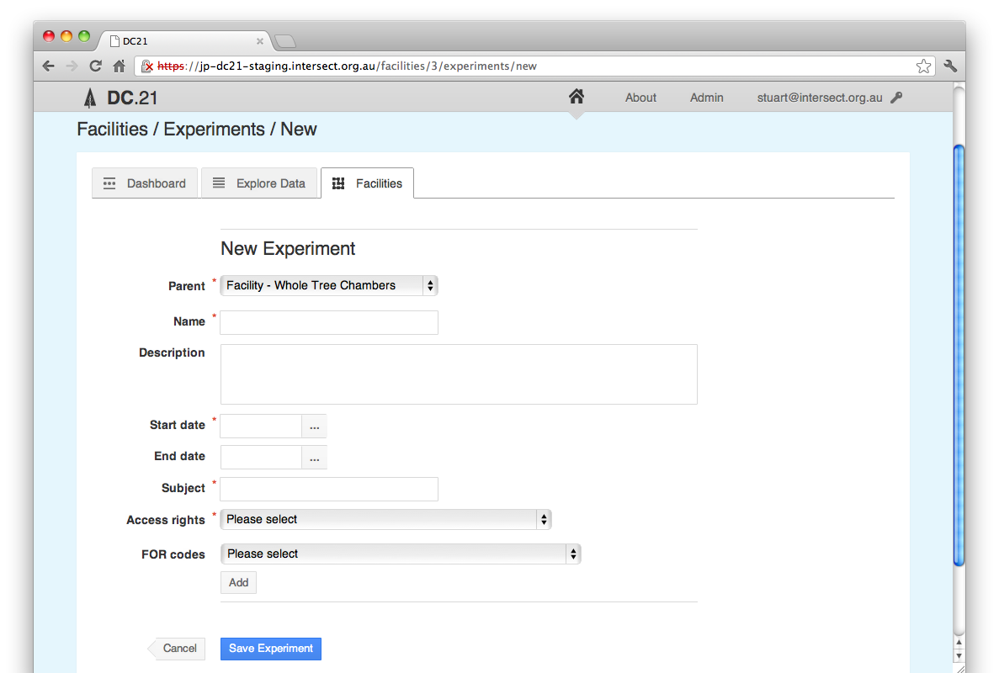 DC21
https://jp-dc21-staging.intersect.org.au/facilities/3/experiments/new
DC.21 About Admin stuart@intersect.org.au
Facilities / Experiments / New
Dashboard Explore Data Facilities
New Experiment
Parent * Facility - Whole Tree Chambers
Name *
Description
Start date * ...
End date ...
Subject *
Access rights * Please select
FOR codes Please select
Add
Cancel Save Experiment